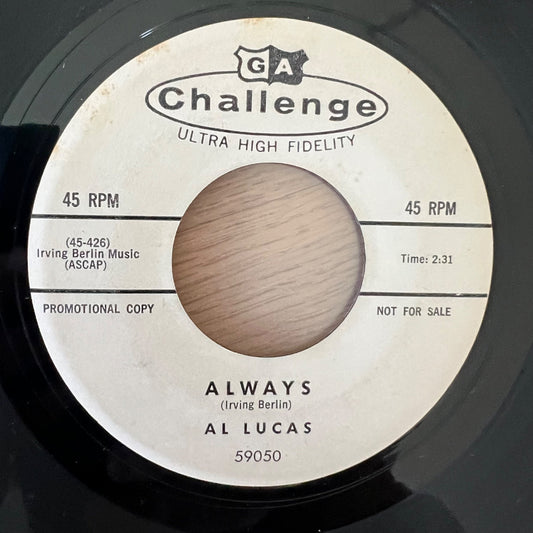 GA
Challenge
ULTRA HIGH FIDELITY
45 RPM
45 RPM
(45-426)
Irving Berlin Music
(ASCAP)
Time: 2:31
PROMOTIONAL COPY
NOT FOR SALE
ALWAYS
(Irving Berlin)
AL LUCAS
59050